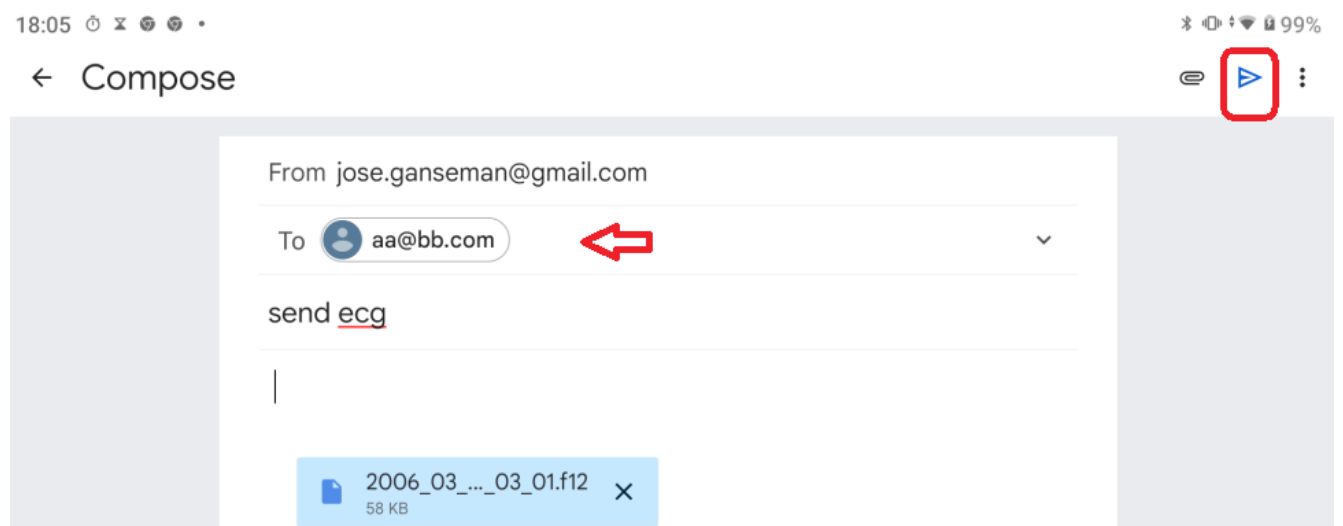 18:05 99%
Compose
From jose.ganseman@gmail.com
To aa@bb.com
send ecg
2006_03_..._03_01.f12
58 KB